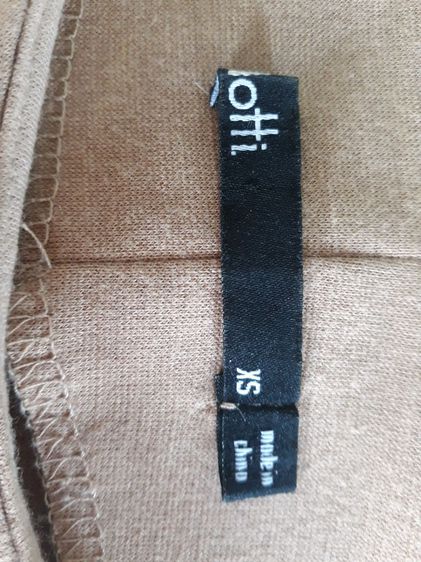 otti.
XS
made in
china